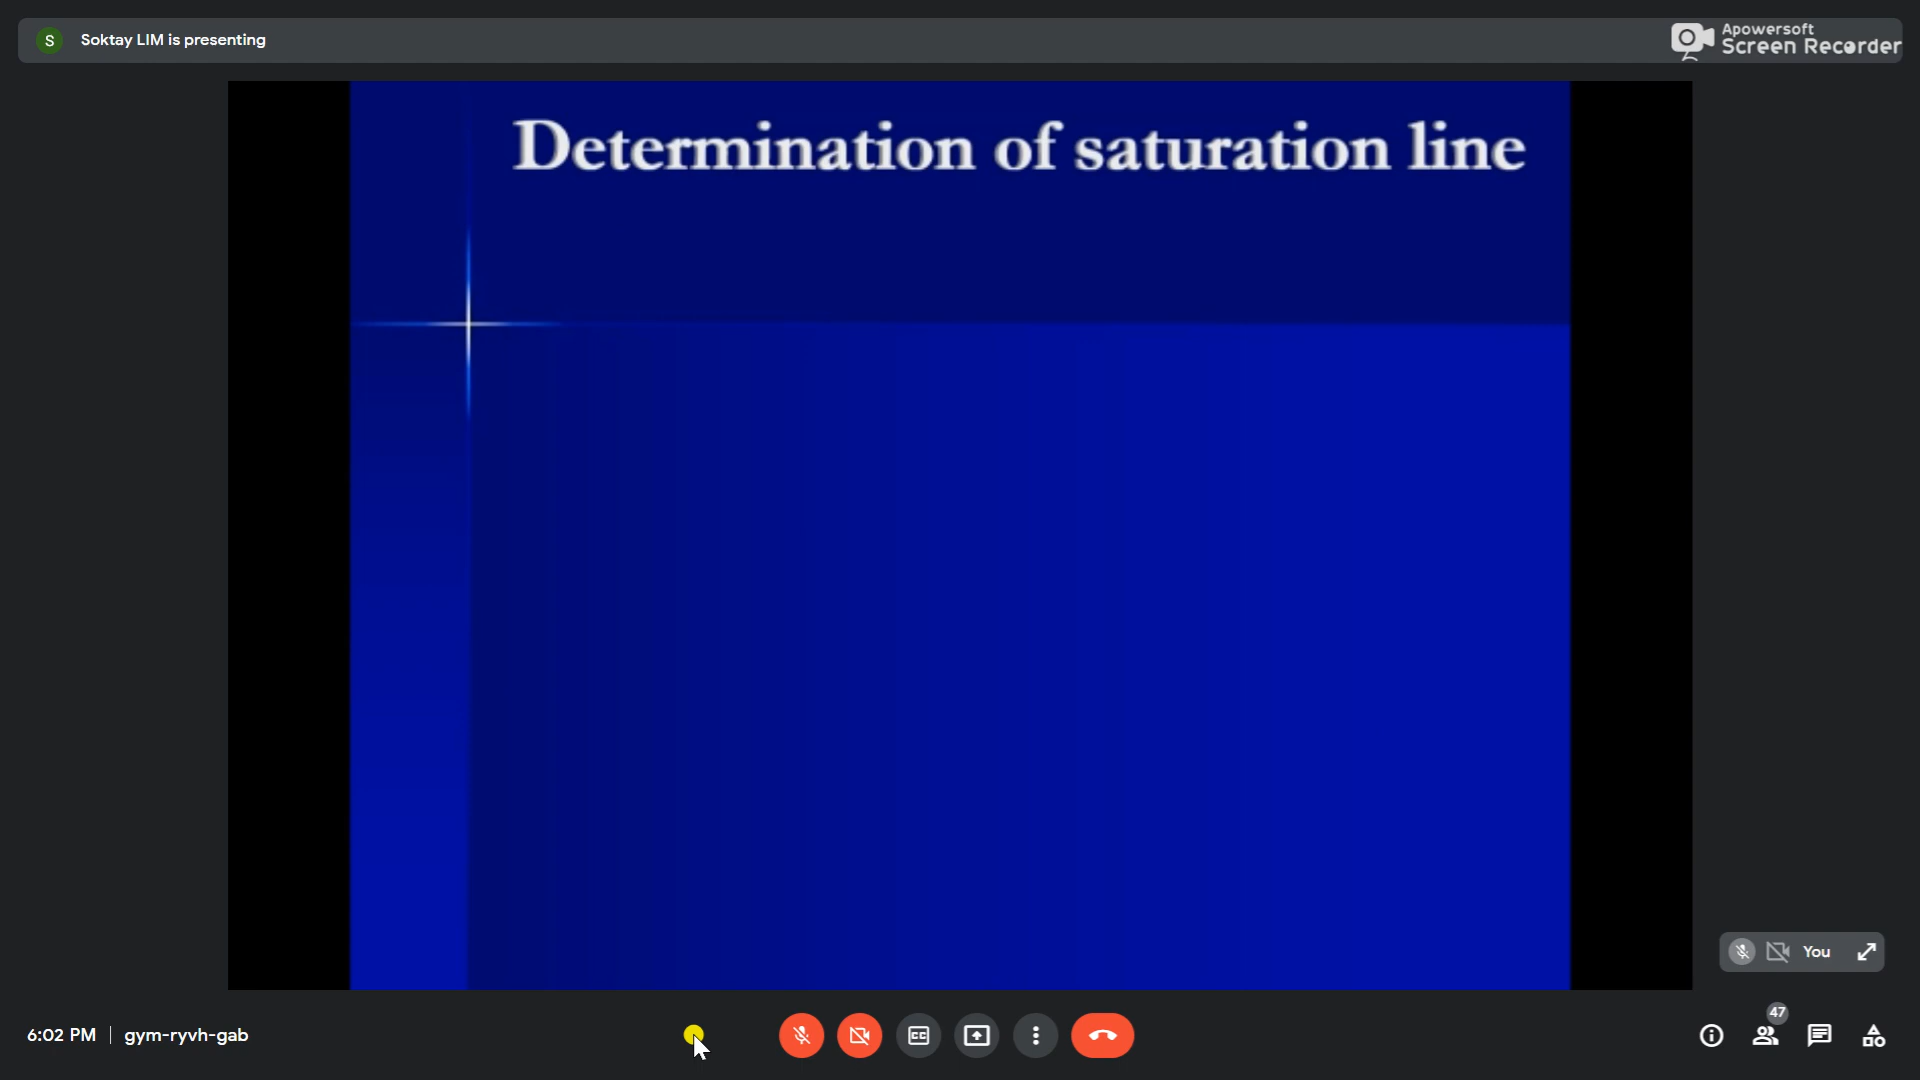 S
Soktay LIM is presenting
Apowersoft
Screen Recorder
Determination of saturation line
You
6:02 PM | gym-ryvh-gab
CC
47